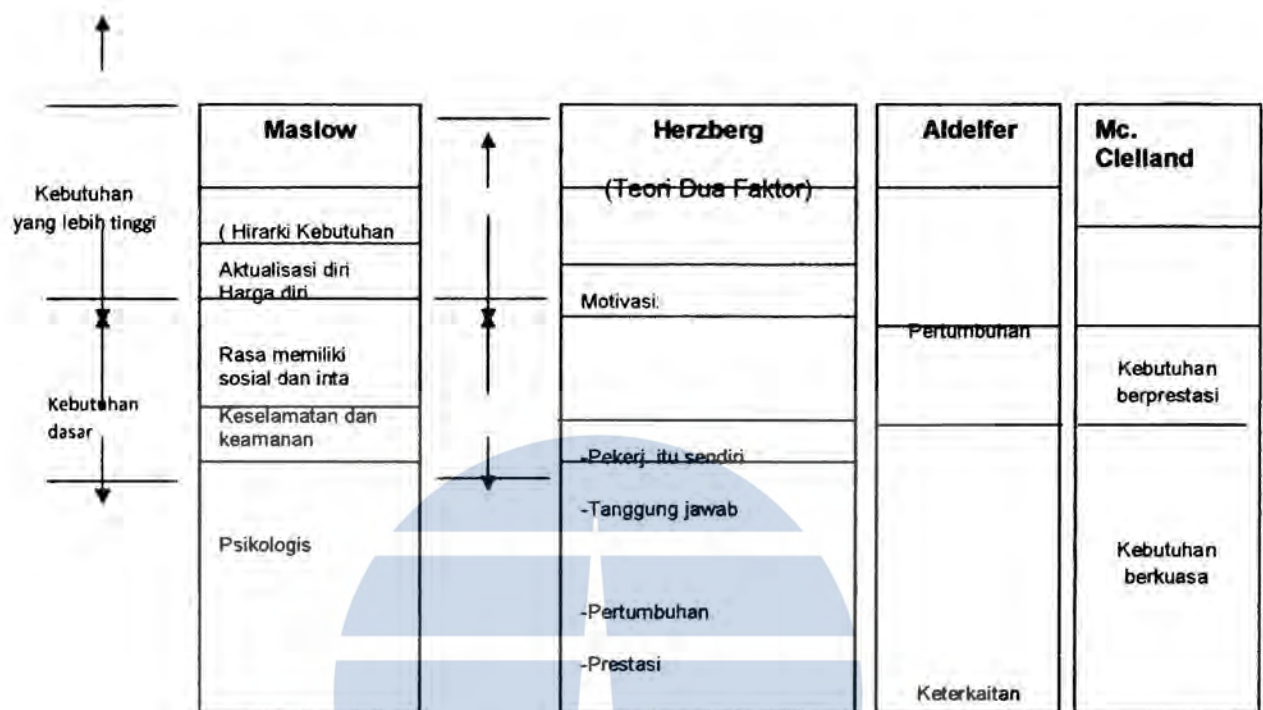 Kebutuhan
yang lebih tinggi
Kebutuhan
dasar
Maslow
( Hirarki Kebutuhan
Aktualisasi diri
Harga diri
Rasa memiliki
sosial dan inta
Keselamatan dan
keamanan
Psikologis
Herzberg
(Teori Dua Faktor)
Motivasi:
-Pekerj itu sendiri
-Tanggung jawab
-Pertumbuhan
-Prestasi
Aldelfer
Pertumbuhan
Keterkaitan
Mc.
Clelland
Kebutuhan
berprestasi
Kebutuhan
berkuasa